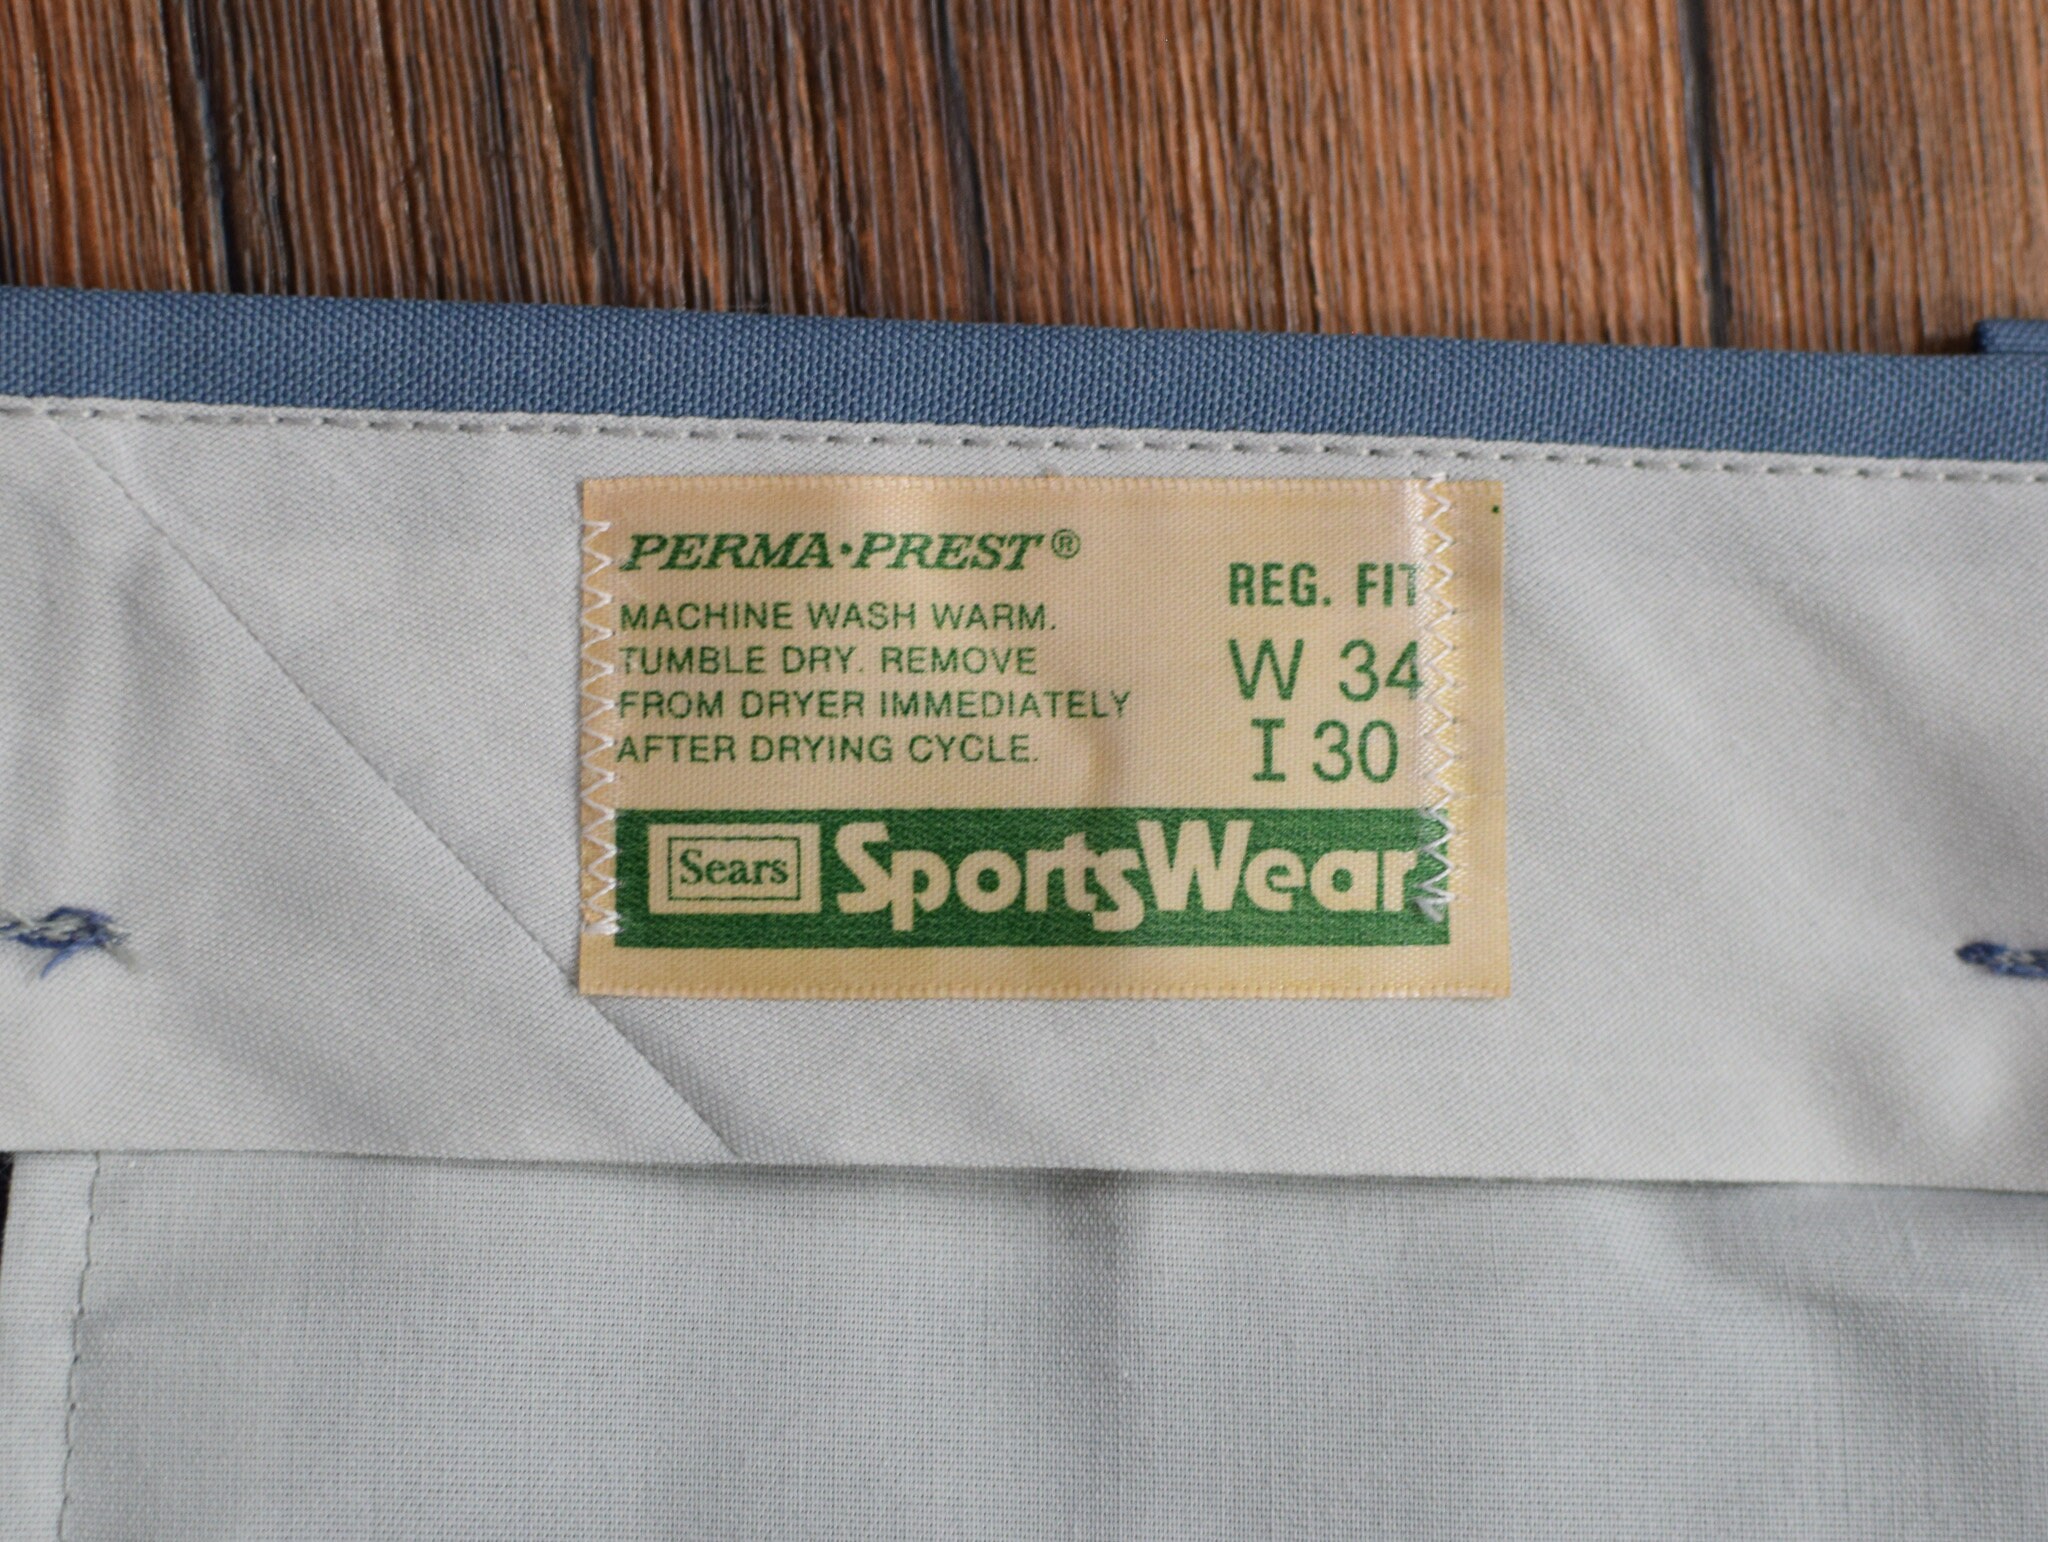 PERMA·PREST®
MACHINE WASH WARM.
TUMBLE DRY. REMOVE
FROM DRYER IMMEDIATELY
AFTER DRYING CYCLE.
REG. FIT
W 34
I 30
Sears SportsWear